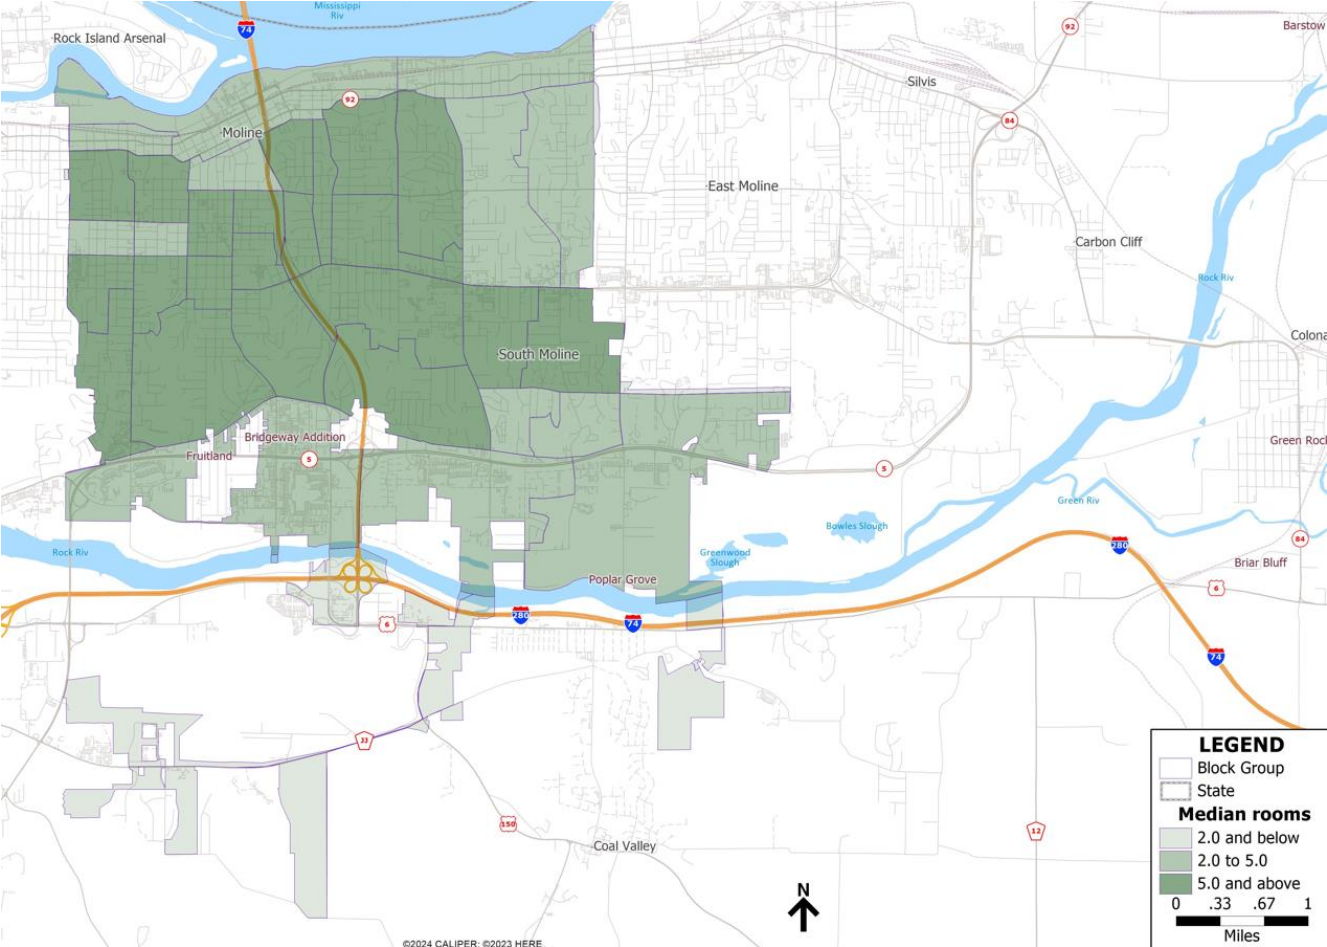 Mississippi
Riv
Rock Island Arsenal
74
92
Barstow
Silvis
92
84
Moline
East Moline
Carbon Cliff
Rock Riv
Colona
South Moline
Bridgeway Addition
Fruitland
5
5
Green Rock
Green Riv
Bowles Slough
Rock Riv
Greenwood
Slough
84
280
Briar Bluff
Poplar Grove
6
280
74
6
74
JJ
150
12
Coal Valley
LEGEND
Block Group
State
Median rooms
2.0 and below
2.0 to 5.0
5.0 and above
0 .33 .67 1
Miles
N
©2024 CALIPER; ©2023 HERE